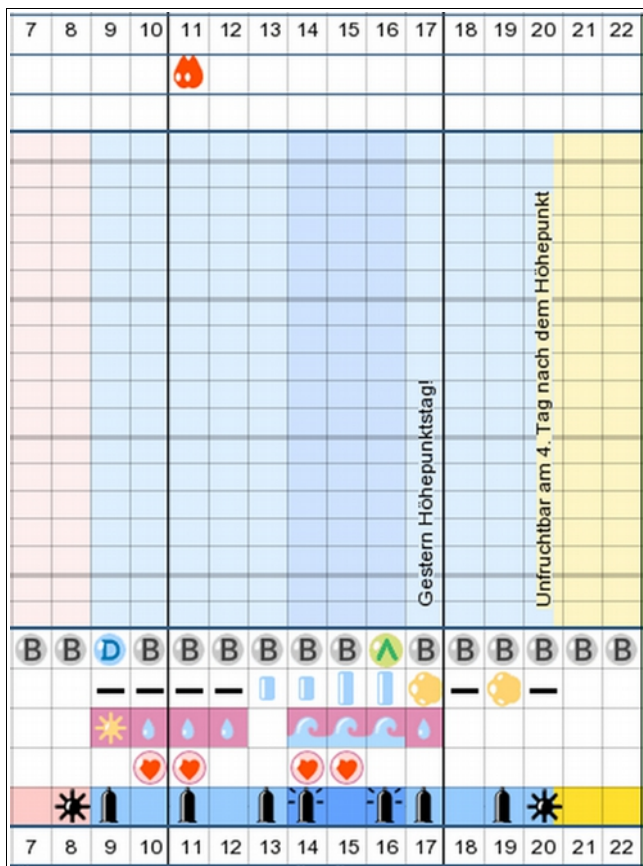 7 8 9 10 11 12 13 14 15 16 17 18 19 20 21 22
Gestern Höhepunktstag!
Unfruchtbar am 4. Tag nach dem Höhepunkt
B B D B B B B B B Λ B B B B B B
7 8 9 10 11 12 13 14 15 16 17 18 19 20 21 22